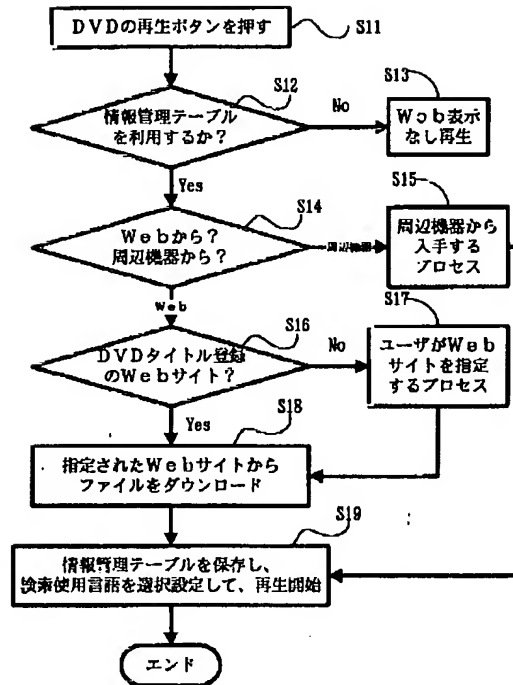 DVDの再生ボタンを押す
S11
S12
情報管理テーブル
を利用するか?
No
S13
Web表示
なし再生
Yes
S14
Webから?
周辺機器から?
周辺機器
S15
周辺機器から
入手する
プロセス
Web
S16
DVDタイトル登録
のWebサイト?
No
S17
ユーザがWeb
サイトを指定
するプロセス
Yes
S18
指定されたWebサイトから
ファイルをダウンロード
S19
情報管理テーブルを保存し、
検索使用言語を選択設定して、再生開始
エンド